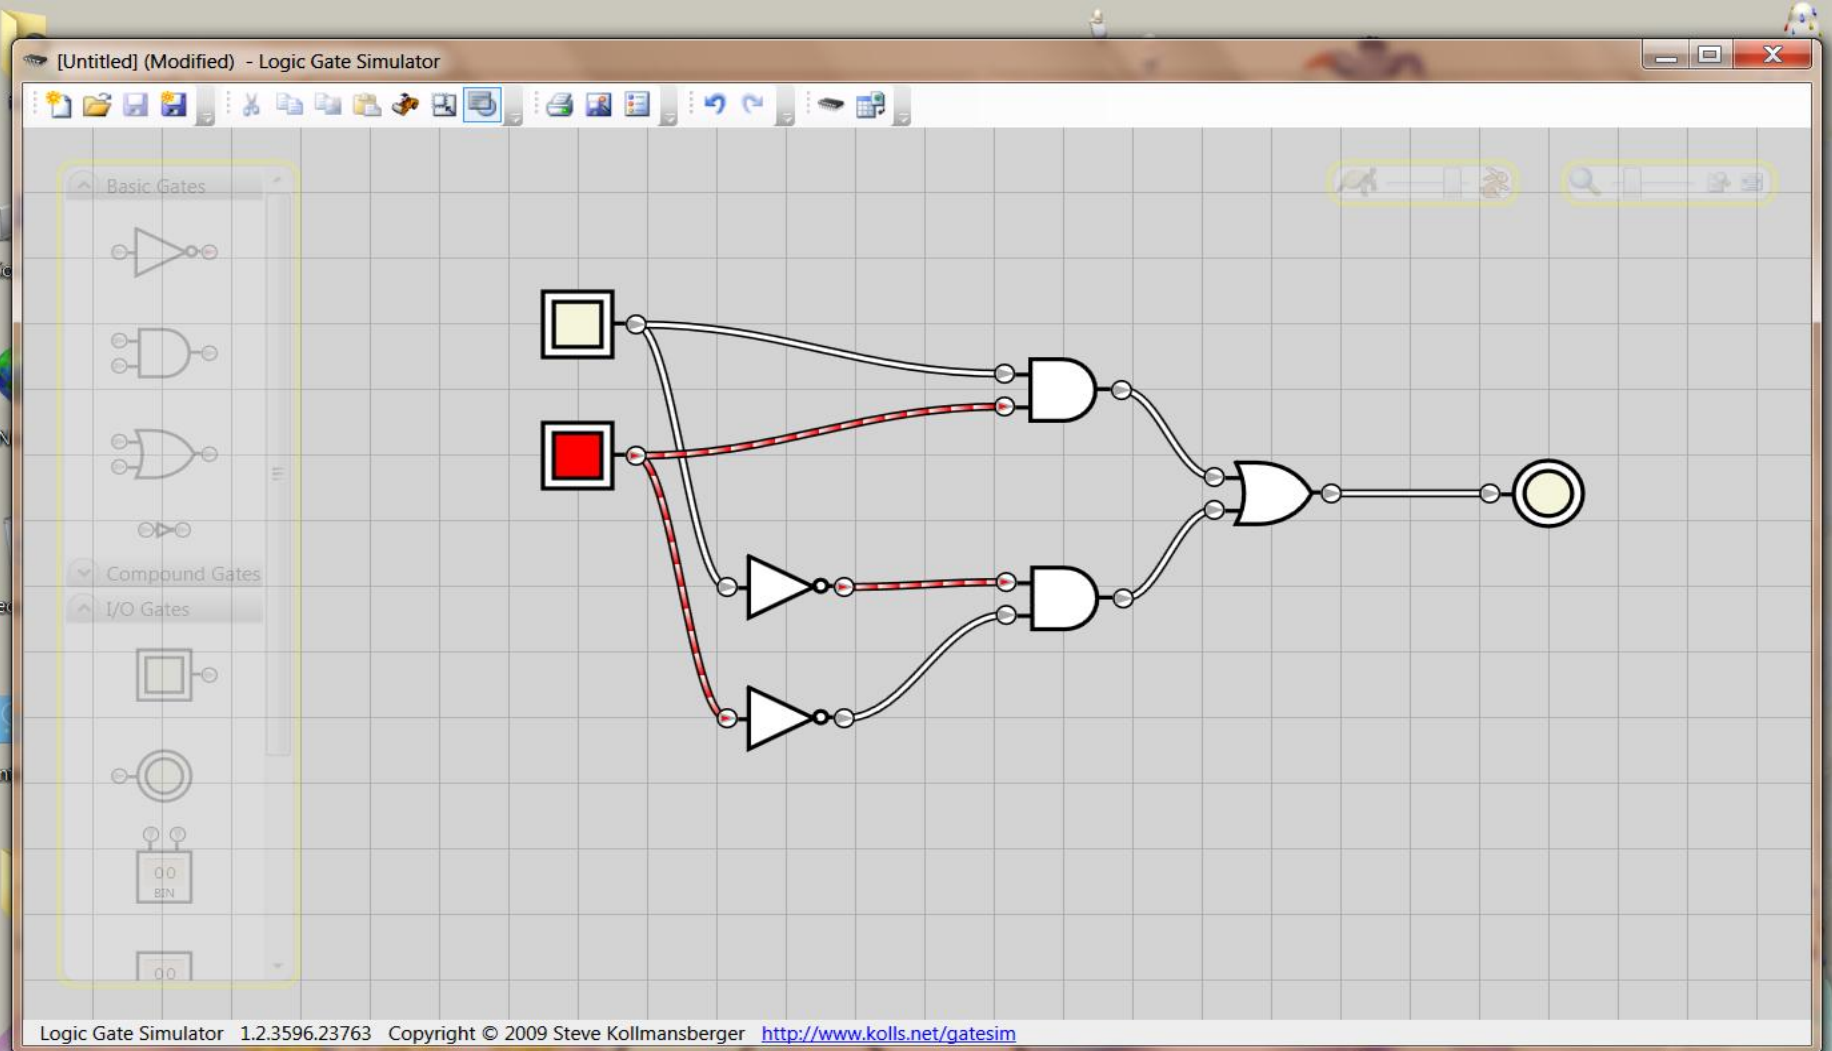 [Untitled] (Modified) - Logic Gate Simulator
Basic Gates
Compound Gates
I/O Gates
00
BIN
00
Logic Gate Simulator 1.2.3596.23763 Copyright © 2009 Steve Kollmansberger http://www.kolls.net/gatesim